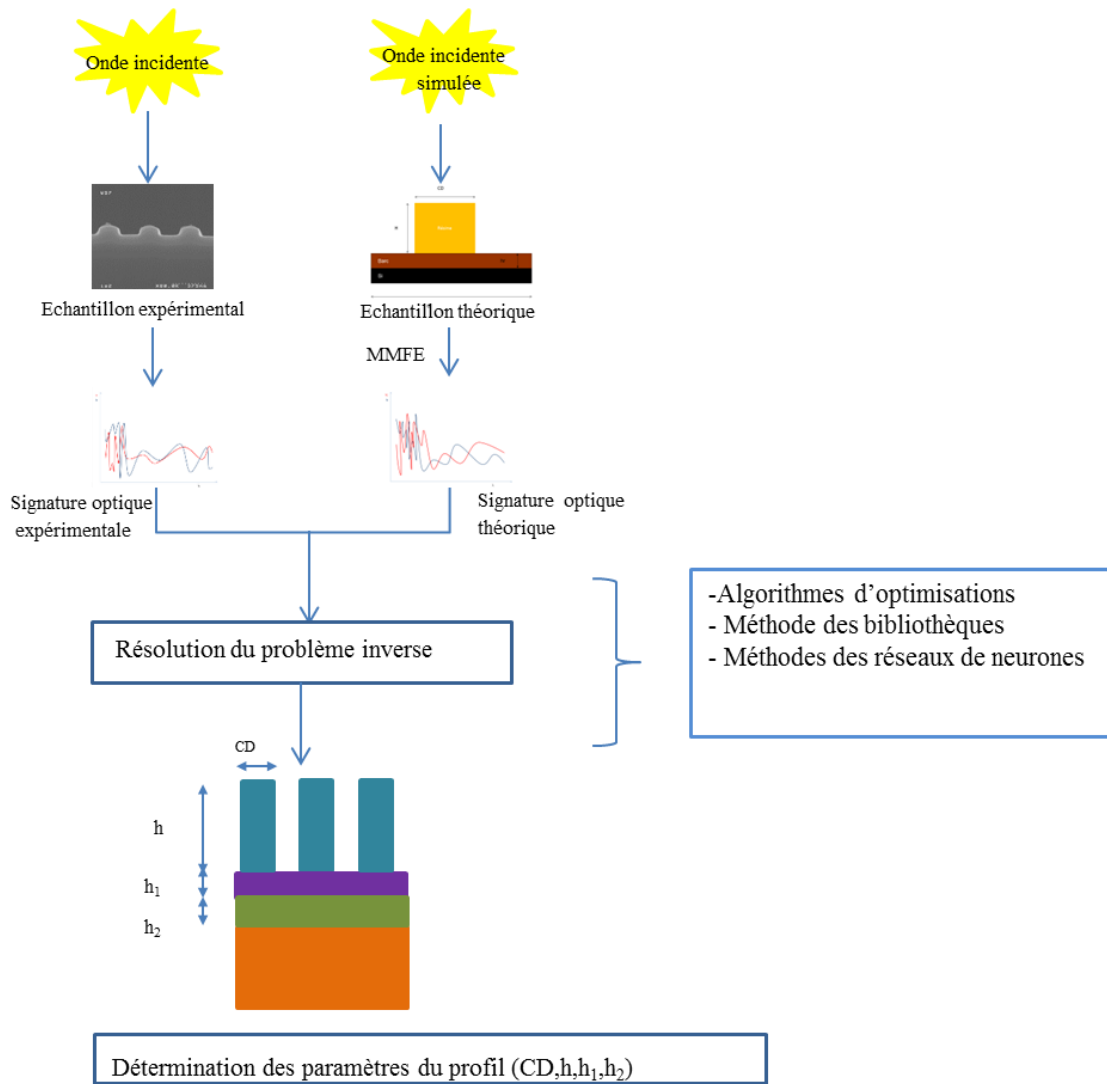 Onde incidente
Onde incidente
simulée
CD
Echantillon expérimental
Echantillon théorique
MMFE
Signature optique
expérimentale
Signature optique
théorique
Résolution du problème inverse
-Algorithmes d'optimisations
- Méthode des bibliothèques
- Méthodes des réseaux de neurones
CD
h
h₁
h₂
Détermination des paramètres du profil (CD,h,h₁,h₂)